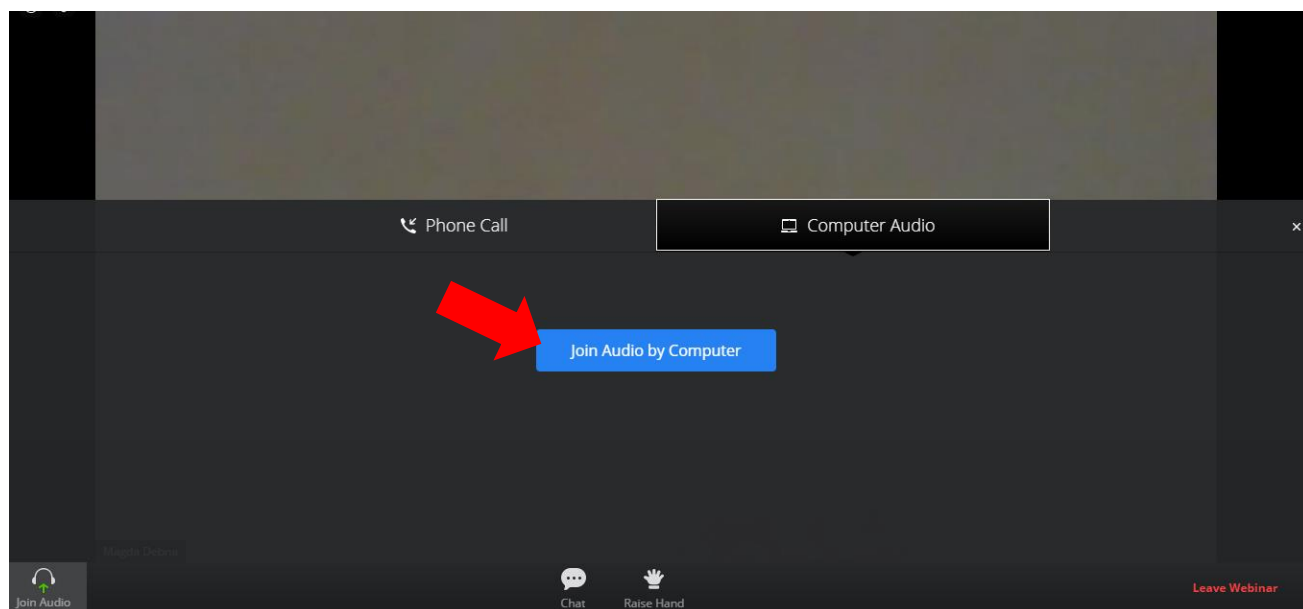 Phone Call
Computer Audio
Join Audio by Computer
Join Audio
Chat
Raise Hand
Leave Webinar